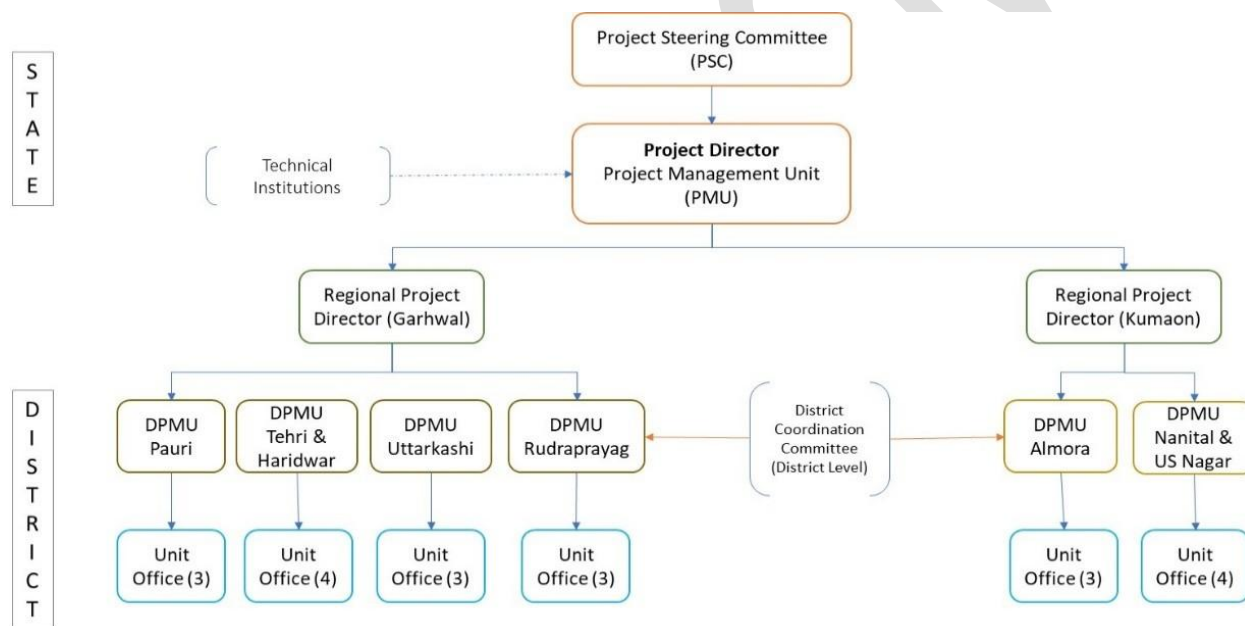 STATE
Project Steering Committee
(PSC)
Technical
Institutions
Project Director
Project Management Unit
(PMU)
Regional Project
Director (Garhwal)
Regional Project
Director (Kumaon)
DISTRICT
DPMU
Pauri
DPMU
Tehri &
Haridwar
DPMU
Uttarkashi
DPMU
Rudraprayag
District
Coordination
Committee
(District Level)
DPMU
Almora
DPMU
Nanital &
US Nagar
Unit
Office (3)
Unit
Office (4)
Unit
Office (3)
Unit
Office (3)
Unit
Office (3)
Unit
Office (4)